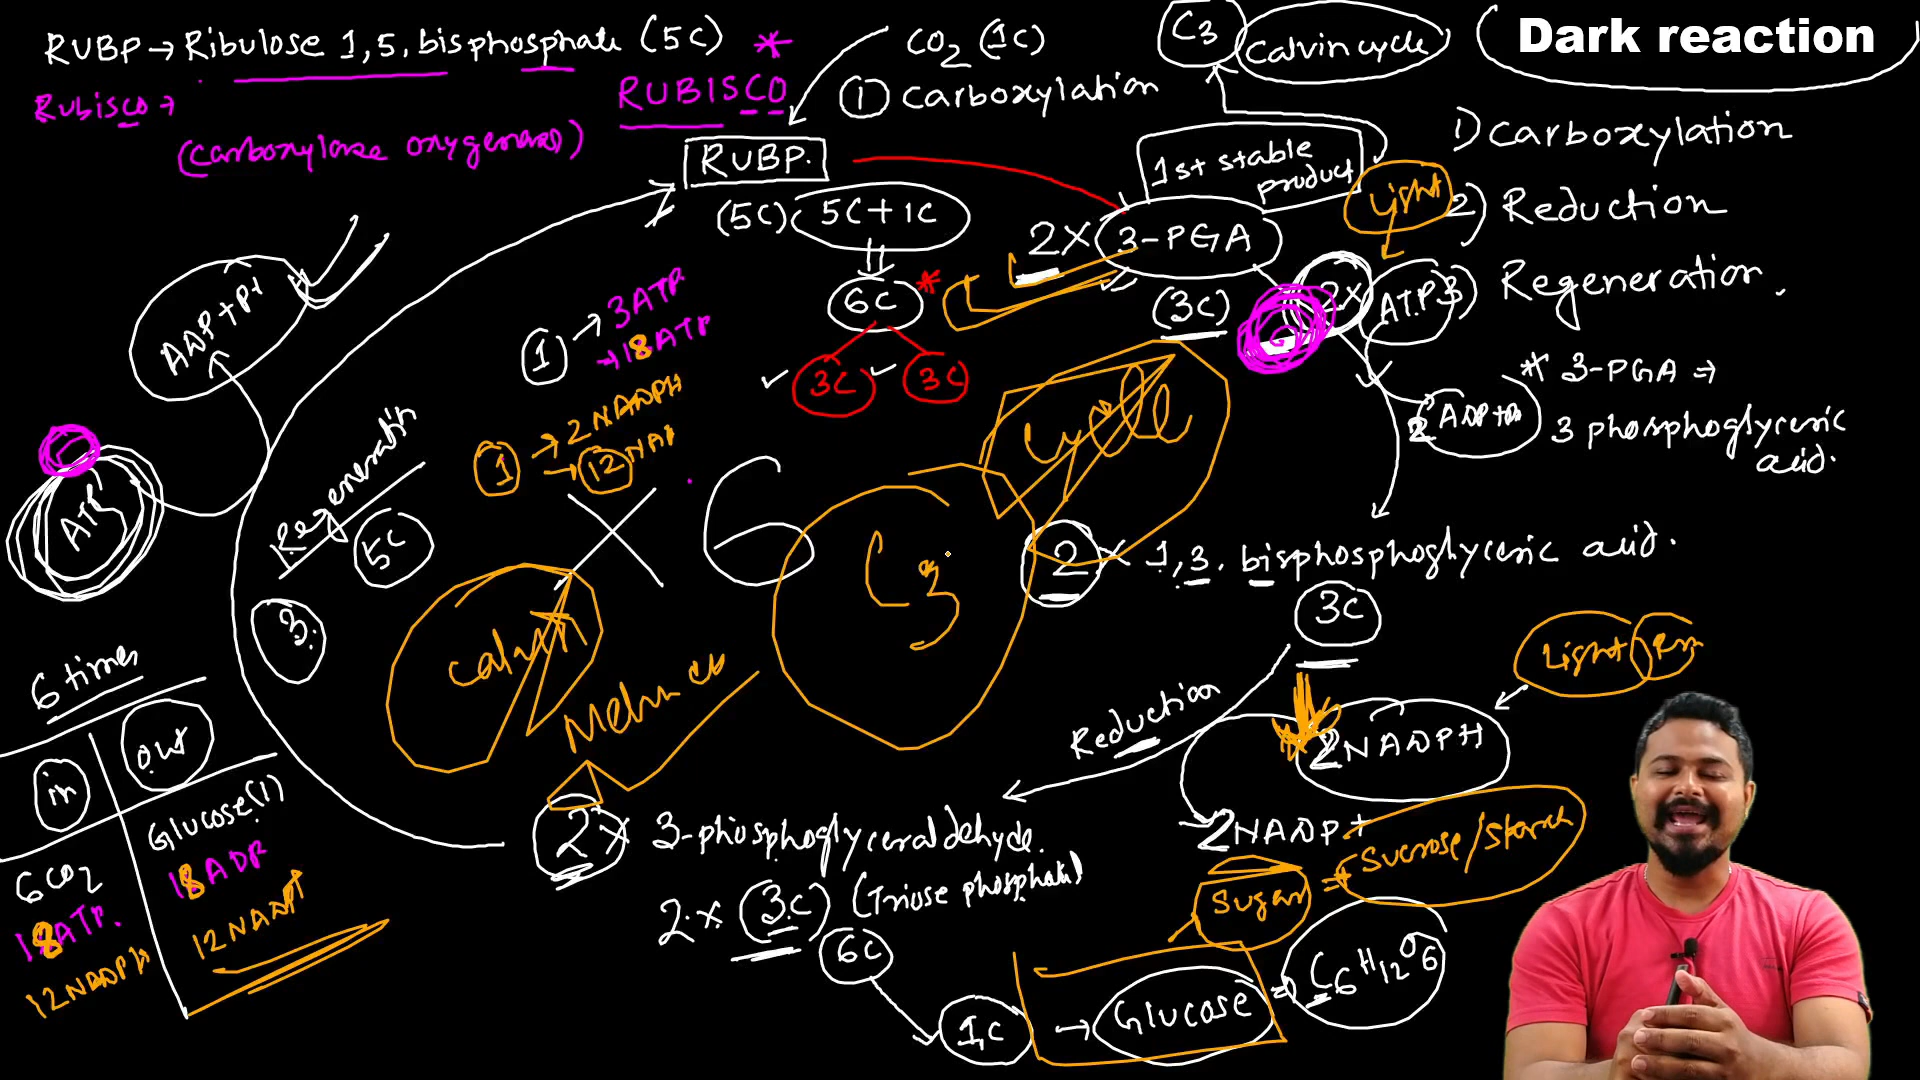 Dark reaction
RUBP → Ribulose 1,5, bisphosphate (5C) *
Rubisco →
RUBISCO
(carboxylase oxygenase)
CO2 (1C)
① Carboxylation
C3
Calvin cycle
1) Carboxylation
2) Reduction
3) Regeneration.
RUBP.
(5C) 5C+1C
6C *
3C 3C
1st stable
product
2X 3-PGA
(3C)
Light
2X ATP
2 ADP+Pi
* 3-PGA ⇒
3 phosphoglyceric
acid.
ADP+Pi
ATP
1 → 3ATP
→ 18ATP
1 → 2NADPH
→ 12
Regeneration
5C
3.
X 6
C3
Cycle
Calvin
2 X 1,3. bisphosphoglyceric acid.
3C
Light
Reduction
2NADPH
2NADP+
2X 3-phosphoglyceraldehyde.
2 X (3C) (Triose phosphate)
6C
1C → Glucose ⇒ C6H12O6
Sugar ⇒ Sucrose/Starch
6 times
in
out
Glucose(1)
6CO2
18ADP
18ATP.
12NADP+
12NADPH